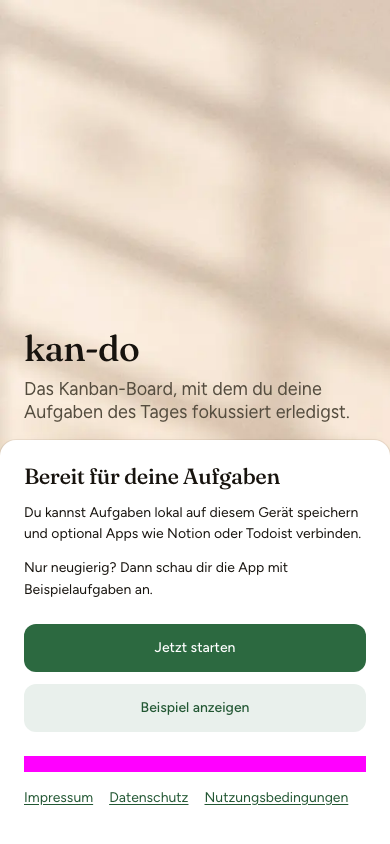 kan-do
Das Kanban-Board, mit dem du deine
Aufgaben des Tages fokussiert erledigst.
Bereit für deine Aufgaben
Du kannst Aufgaben lokal auf diesem Gerät speichern
und optional Apps wie Notion oder Todoist verbinden.
Nur neugierig? Dann schau dir die App mit
Beispielaufgaben an.
Jetzt starten
Beispiel anzeigen
Impressum Datenschutz Nutzungsbedingungen